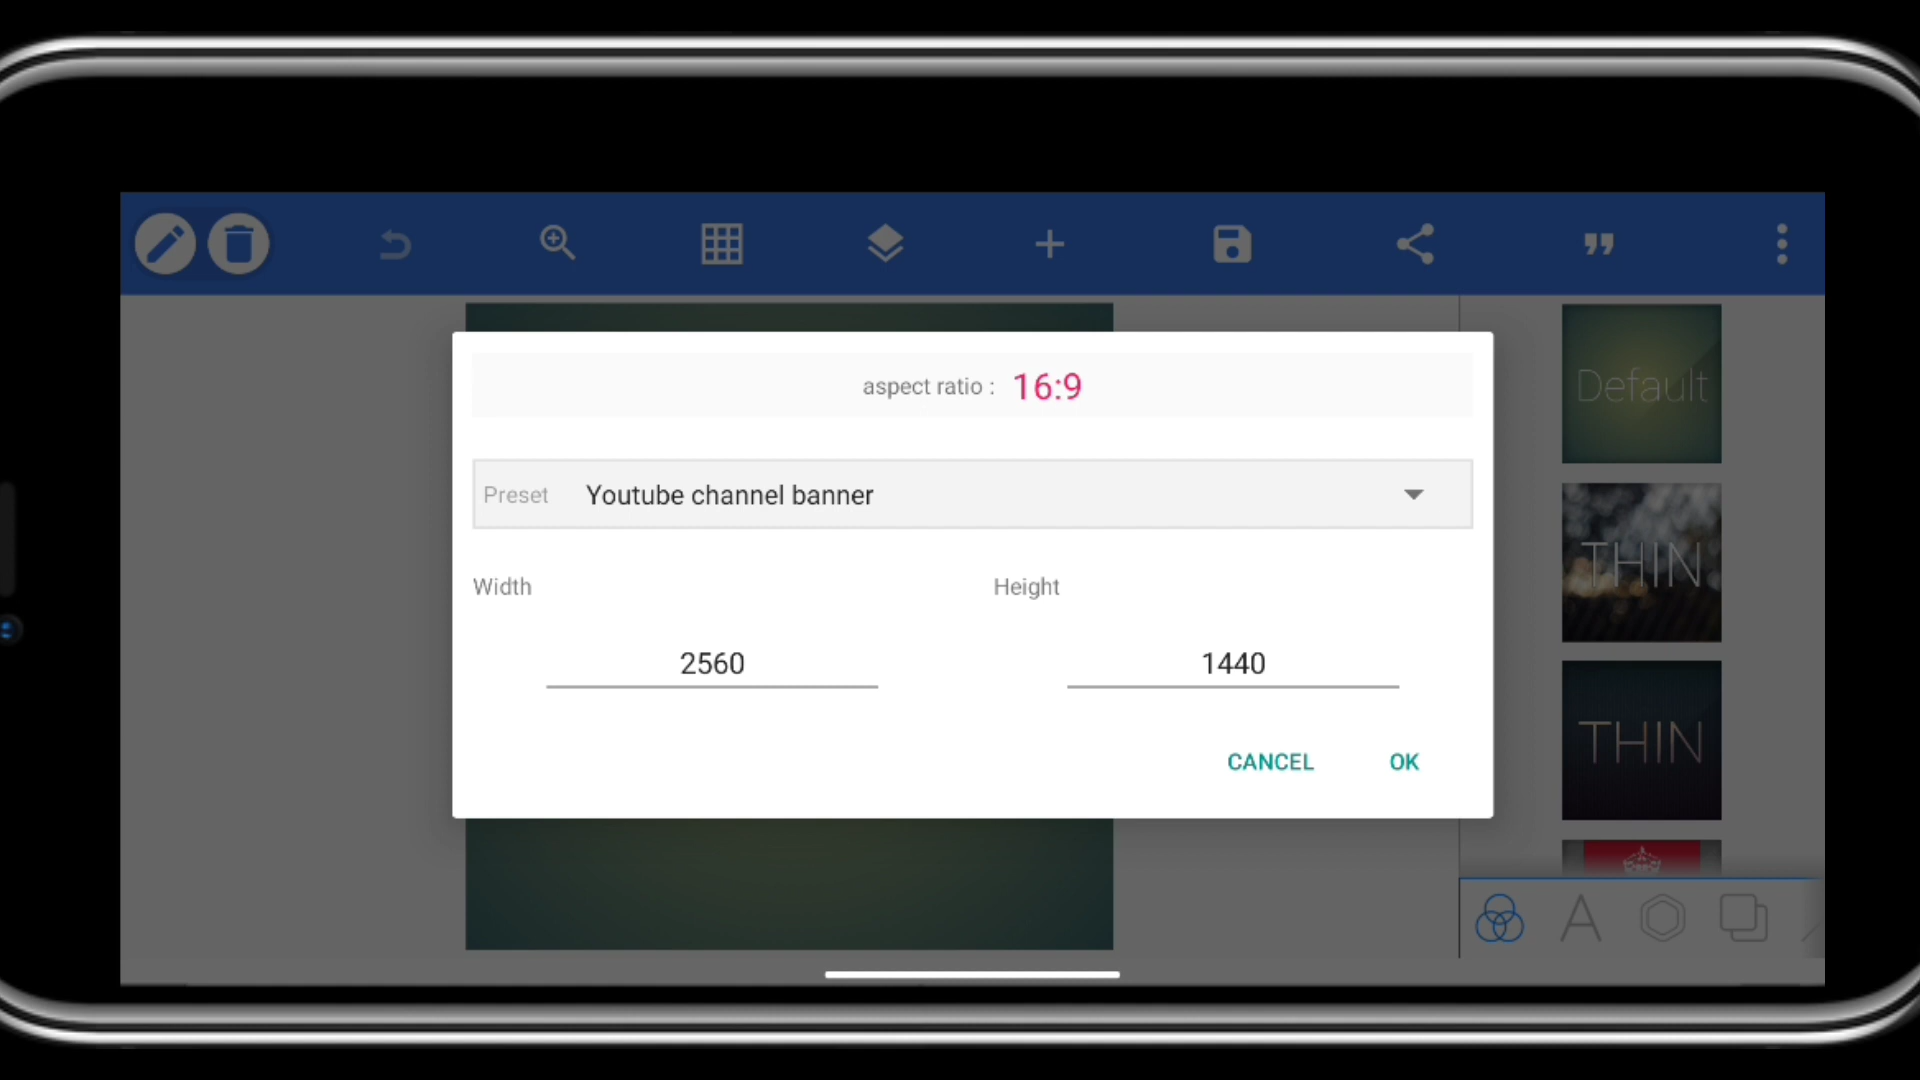 aspect ratio : 16:9
Preset Youtube channel banner
Width Height
2560 1440
CANCEL OK
Default
THIN
THIN
A